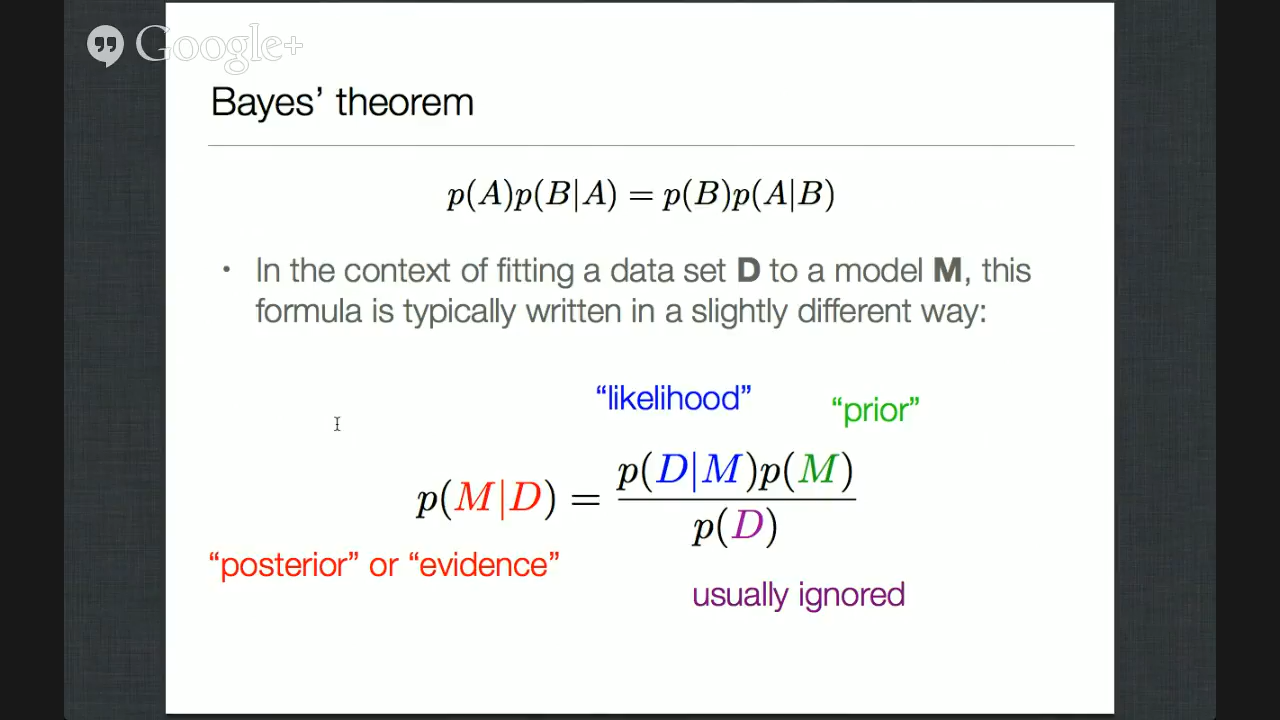 Google+
Bayes' theorem
p(A)p(B|A) = p(B)p(A|B)
• In the context of fitting a data set D to a model M, this
formula is typically written in a slightly different way:
“likelihood”
“prior”
p(M|D) = p(D|M)p(M)
p(D)
“posterior” or “evidence”
usually ignored